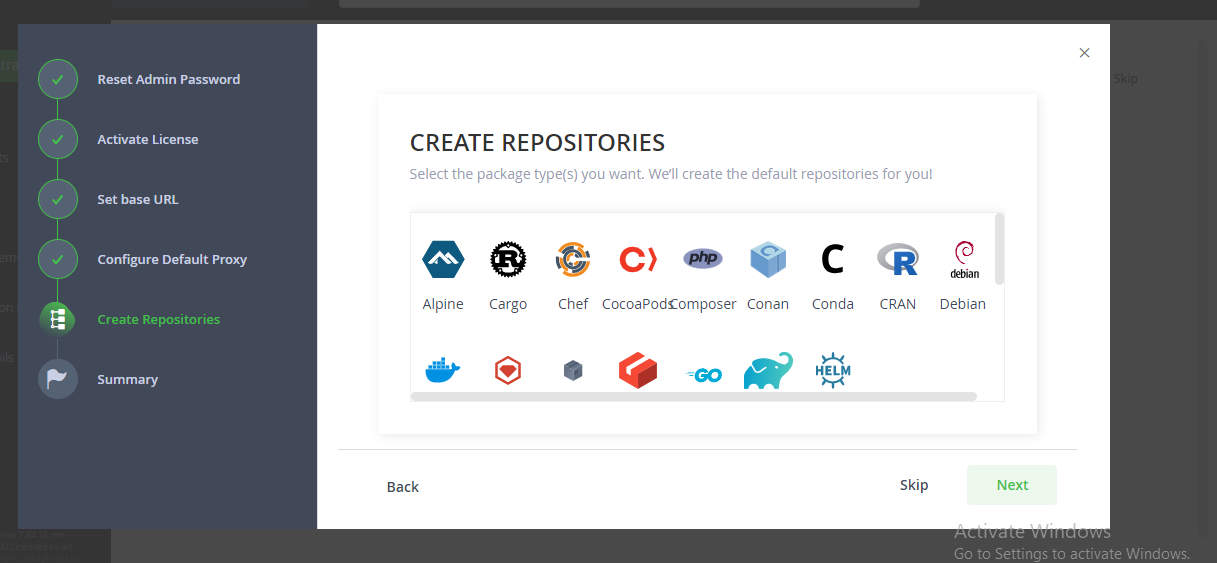 Skip
Reset Admin Password
Activate License
Set base URL
Configure Default Proxy
Create Repositories
Summary
CREATE REPOSITORIES
Select the package type(s) you want. We'll create the default repositories for you!
php
debian
Alpine Cargo Chef CocoaPods Composer Conan Conda CRAN Debian
GO
HELM
Back
Skip
Next
Activate Windows
Go to Settings to activate Windows.